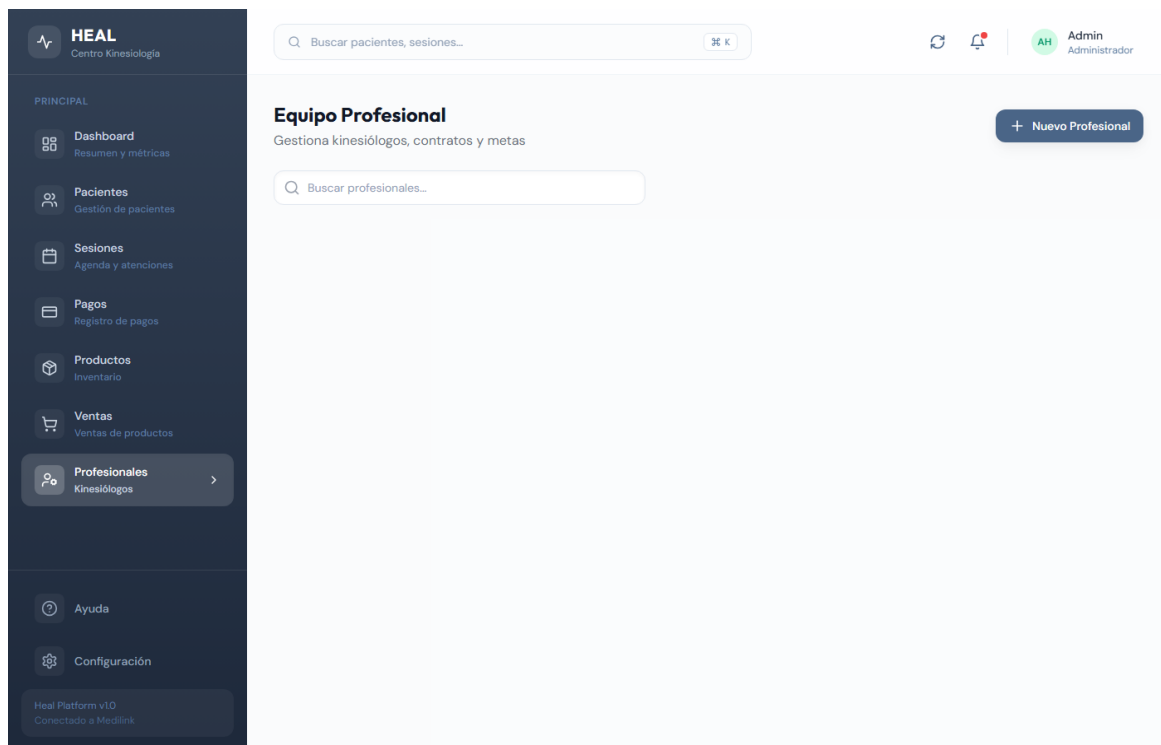 HEAL
Centro Kinesiología
PRINCIPAL
Dashboard
Resumen y métricas
Pacientes
Gestión de pacientes
Sesiones
Agenda y atenciones
Pagos
Registro de pagos
Productos
Inventario
Ventas
Ventas de productos
Profesionales
Kinesiólogos
Ayuda
Configuración
Heal Platform v1.0
Conectado a Medilink
Buscar pacientes, sesiones...
⌘ K
AH
Admin
Administrador
Equipo Profesional
Gestiona kinesiólogos, contratos y metas
+ Nuevo Profesional
Buscar profesionales...